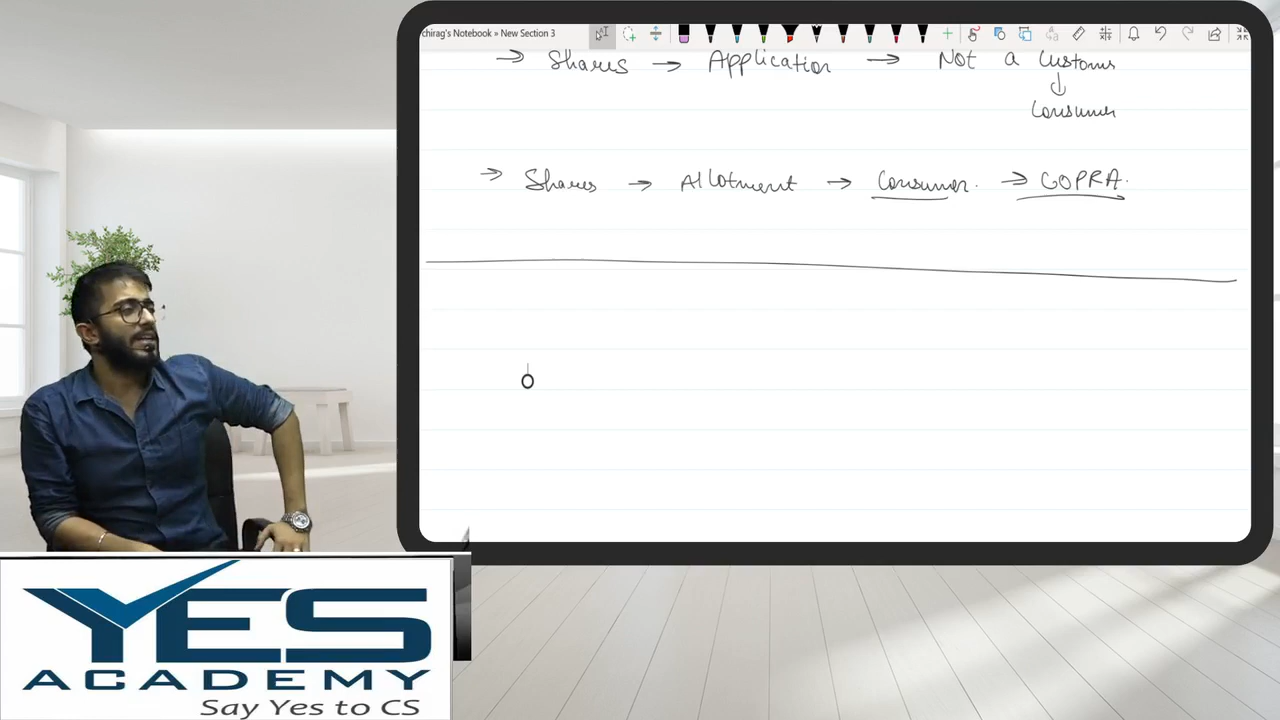 chirag's Notebook » New Section 3
→ Shares → Application → Not a Customer
↓
Consumer
→ Shares → Allotment → Consumer. → COPRA.
YES
ACADEMY
Say Yes to CS